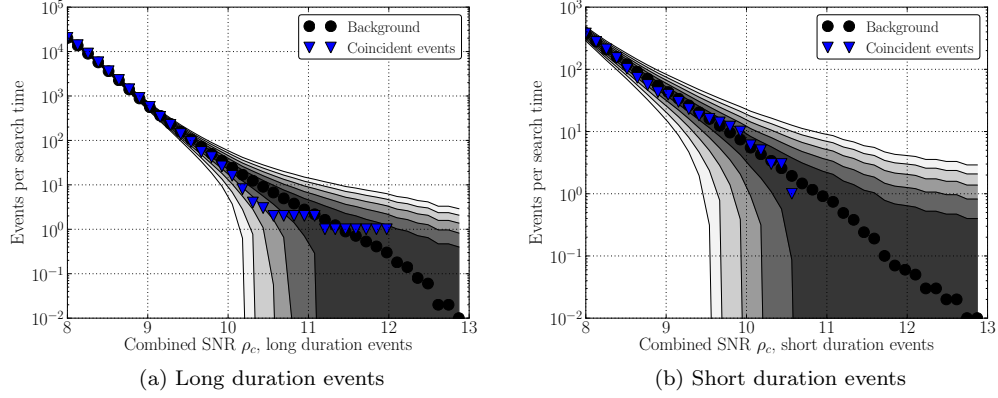 10^5
10^4
10^3
10^2
10^1
10^0
10^−1
10^−2
Events per search time
Background
Coincident events
8 9 10 11 12 13
Combined SNR ρ_c, long duration events
(a) Long duration events
10^3
10^2
10^1
10^0
10^−1
10^−2
Events per search time
Background
Coincident events
8 9 10 11 12 13
Combined SNR ρ_c, short duration events
(b) Short duration events